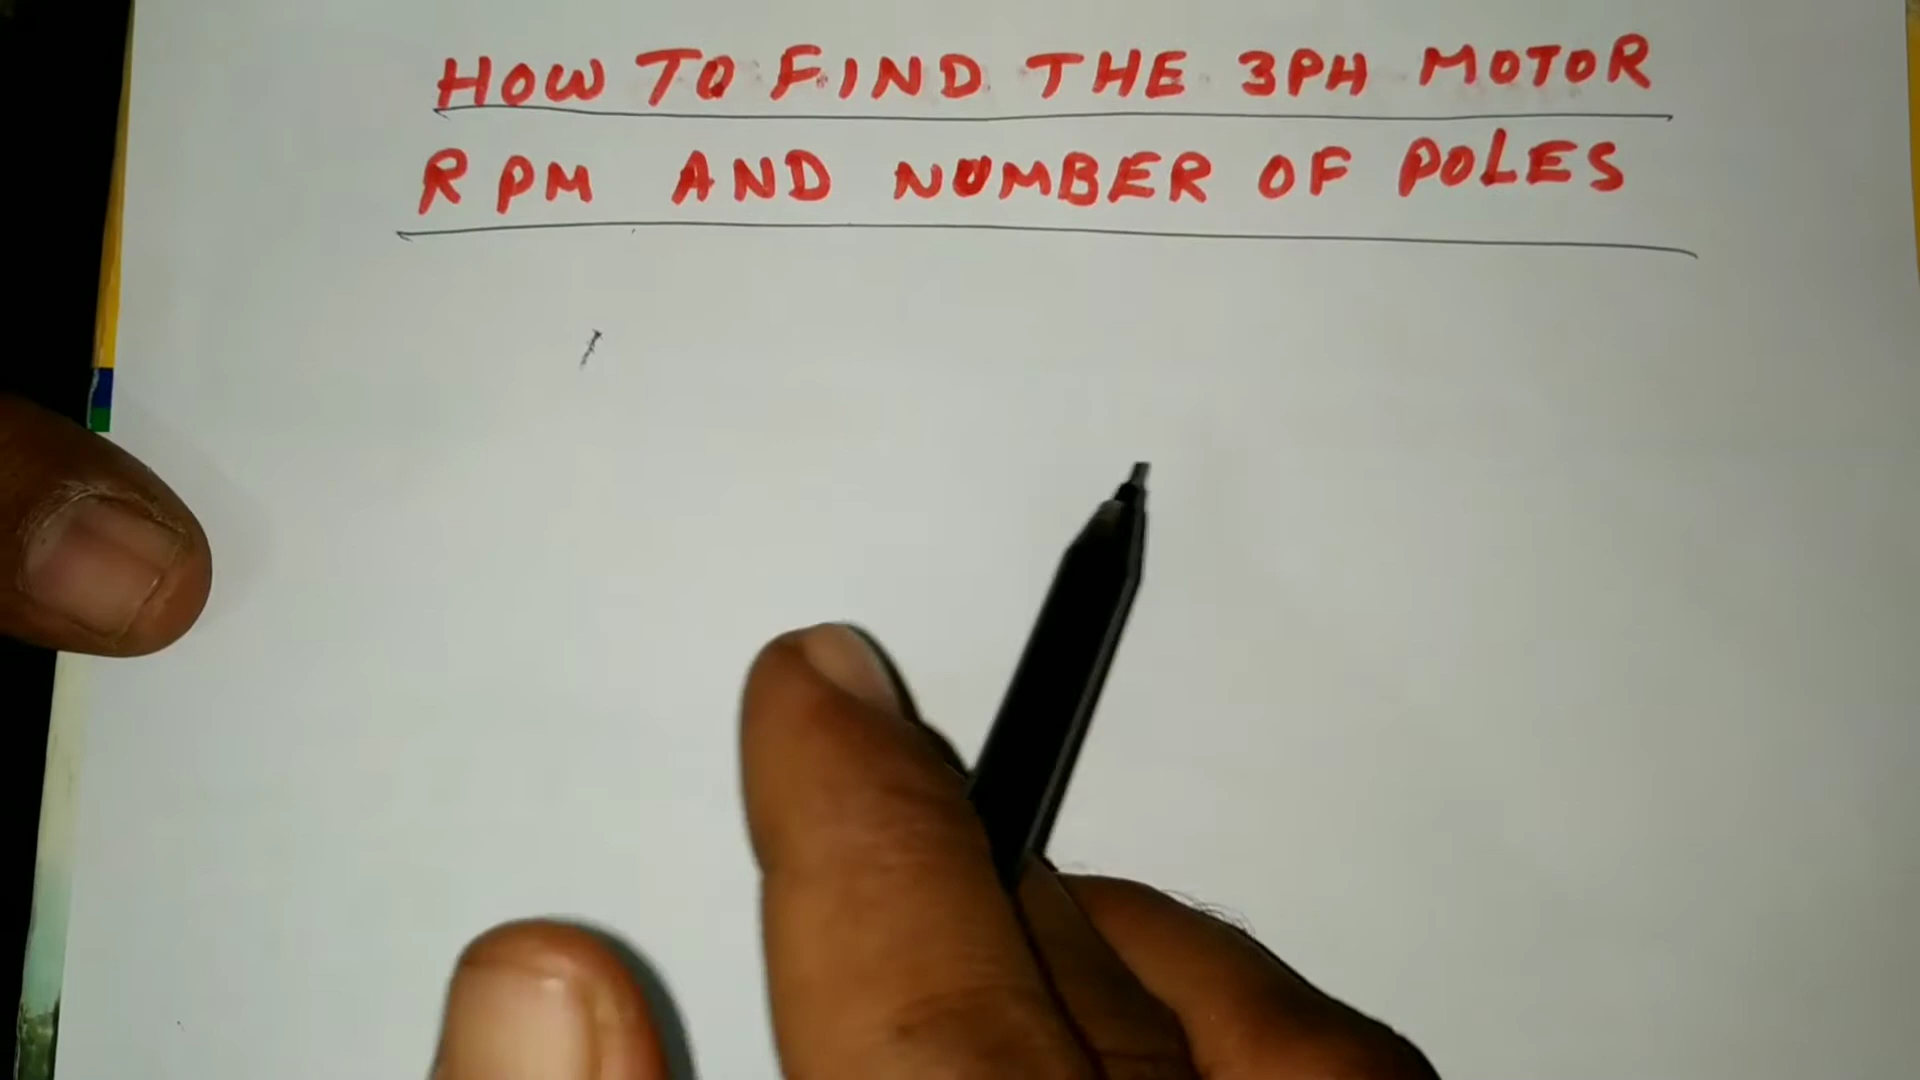 HOW TO FIND THE 3PH MOTOR
RPM AND NUMBER OF POLES